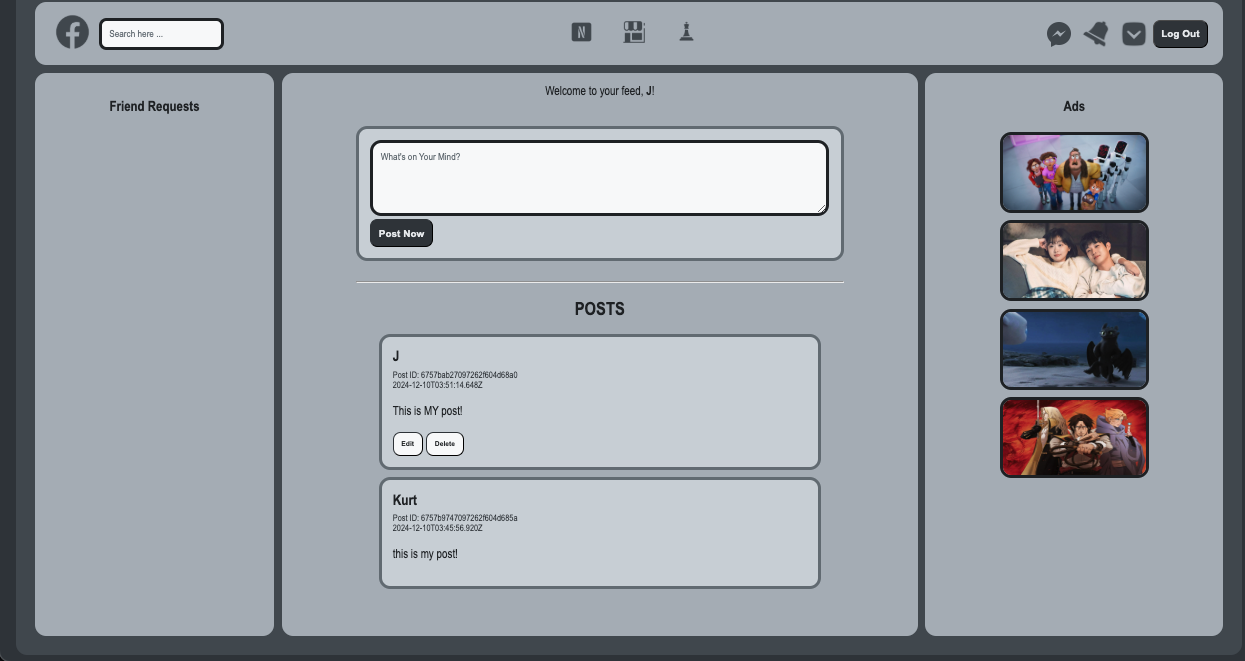 Search here ...
N
Log Out
Friend Requests
Welcome to your feed, J!
What's on Your Mind?
Post Now
POSTS
J
Post ID: 6757bab27097262f604d68a0
2024-12-10T03:51:14.648Z
This is MY post!
Edit Delete
Kurt
Post ID: 6757b9747097262f604d685a
2024-12-10T03:45:56.920Z
this is my post!
Ads